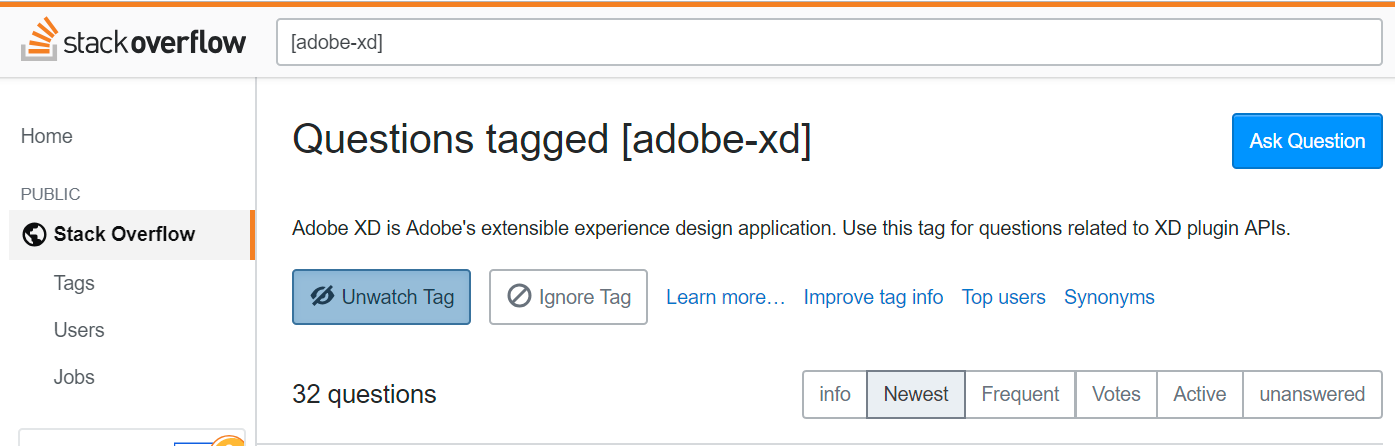 stackoverflow
[adobe-xd]
Home
PUBLIC
Stack Overflow
Tags
Users
Jobs
Questions tagged [adobe-xd]
Ask Question
Adobe XD is Adobe's extensible experience design application. Use this tag for questions related to XD plugin APIs.
Unwatch Tag Ignore Tag Learn more… Improve tag info Top users Synonyms
32 questions
info Newest Frequent Votes Active unanswered